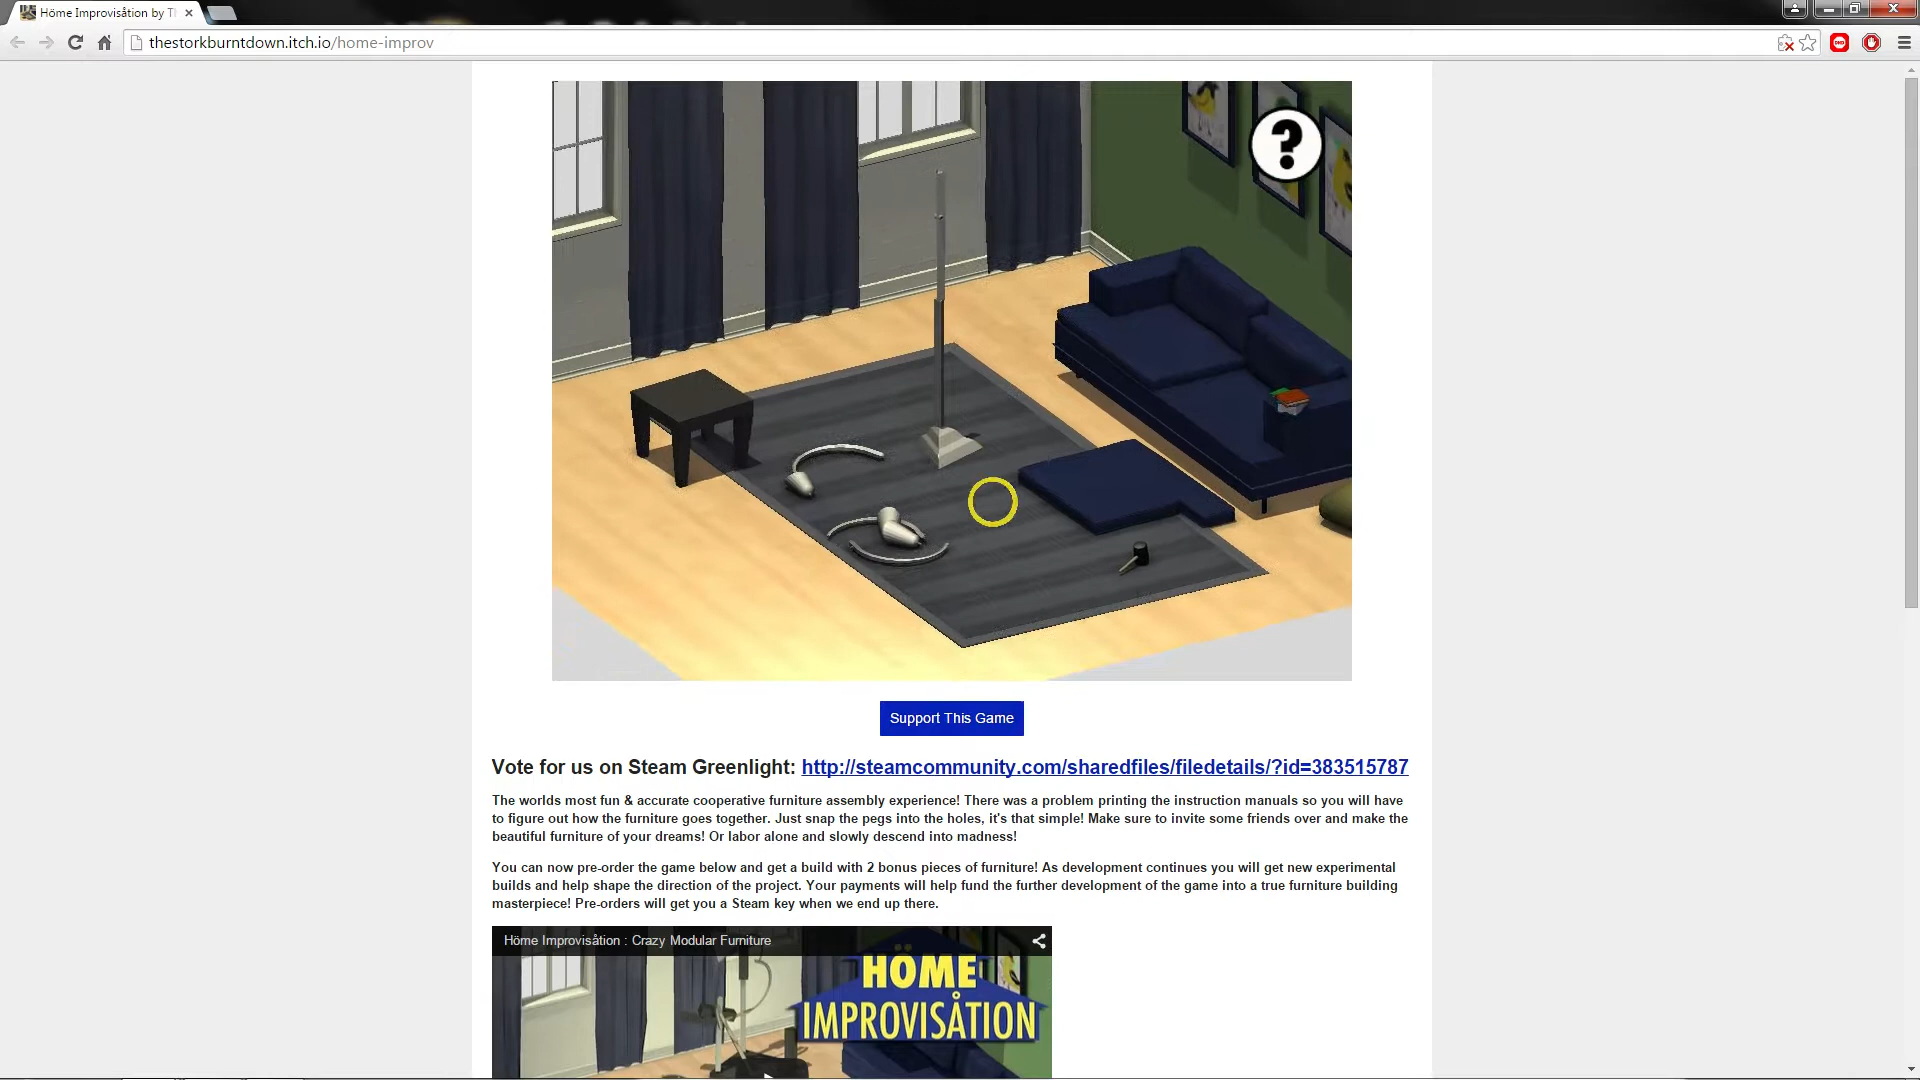 Höme Improvisåtion by Th
thestorkburntdown.itch.io/home-improv
?
Support This Game
Vote for us on Steam Greenlight: http://steamcommunity.com/sharedfiles/filedetails/?id=383515787
The worlds most fun & accurate cooperative furniture assembly experience! There was a problem printing the instruction manuals so you will have
to figure out how the furniture goes together. Just snap the pegs into the holes, it's that simple! Make sure to invite some friends over and make the
beautiful furniture of your dreams! Or labor alone and slowly descend into madness!
You can now pre-order the game below and get a build with 2 bonus pieces of furniture! As development continues you will get new experimental
builds and help shape the direction of the project. Your payments will help fund the further development of the game into a true furniture building
masterpiece! Pre-orders will get you a Steam key when we end up there.
Höme Improvisåtion : Crazy Modular Furniture
HÖME
IMPROVISÅTION